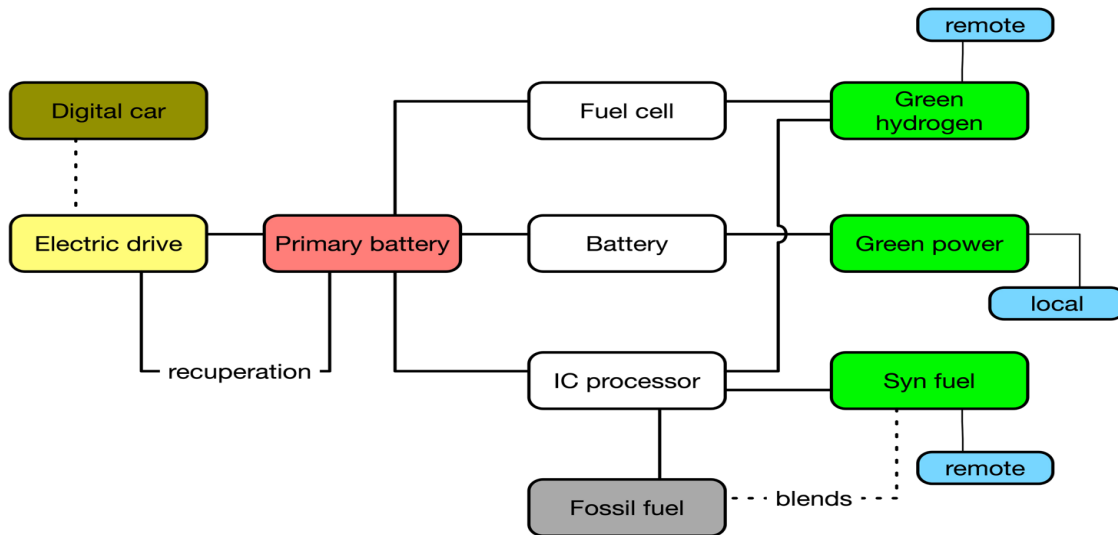 remote
Digital car
Fuel cell
Green
hydrogen
Electric drive
Primary battery
Battery
Green power
local
recuperation
IC processor
Syn fuel
remote
Fossil fuel
blends